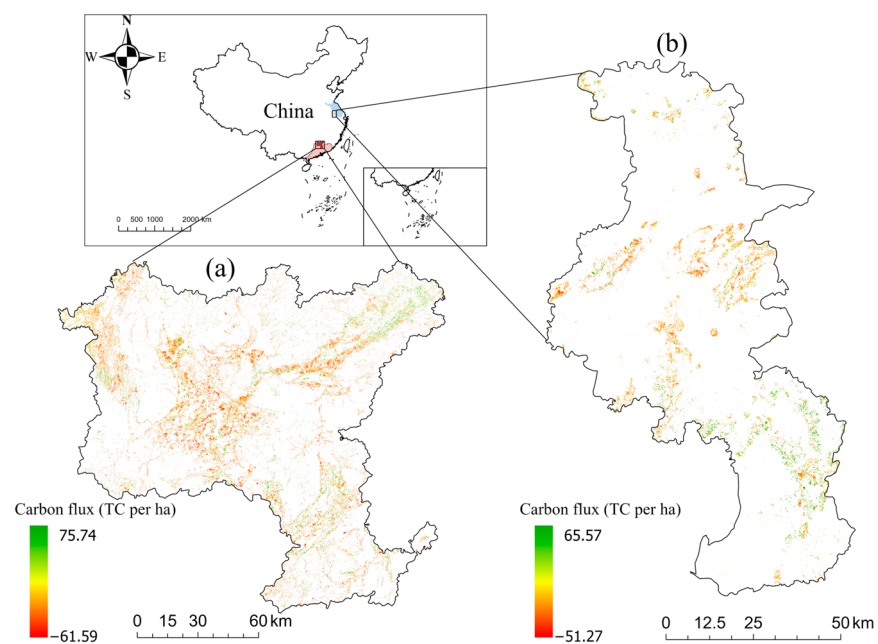 N
W E
S
China
0 500 1000 2000 km
(b)
(a)
Carbon flux (TC per ha)
75.74
−61.59
0 15 30 60 km
Carbon flux (TC per ha)
65.57
−51.27
0 12.5 25 50 km